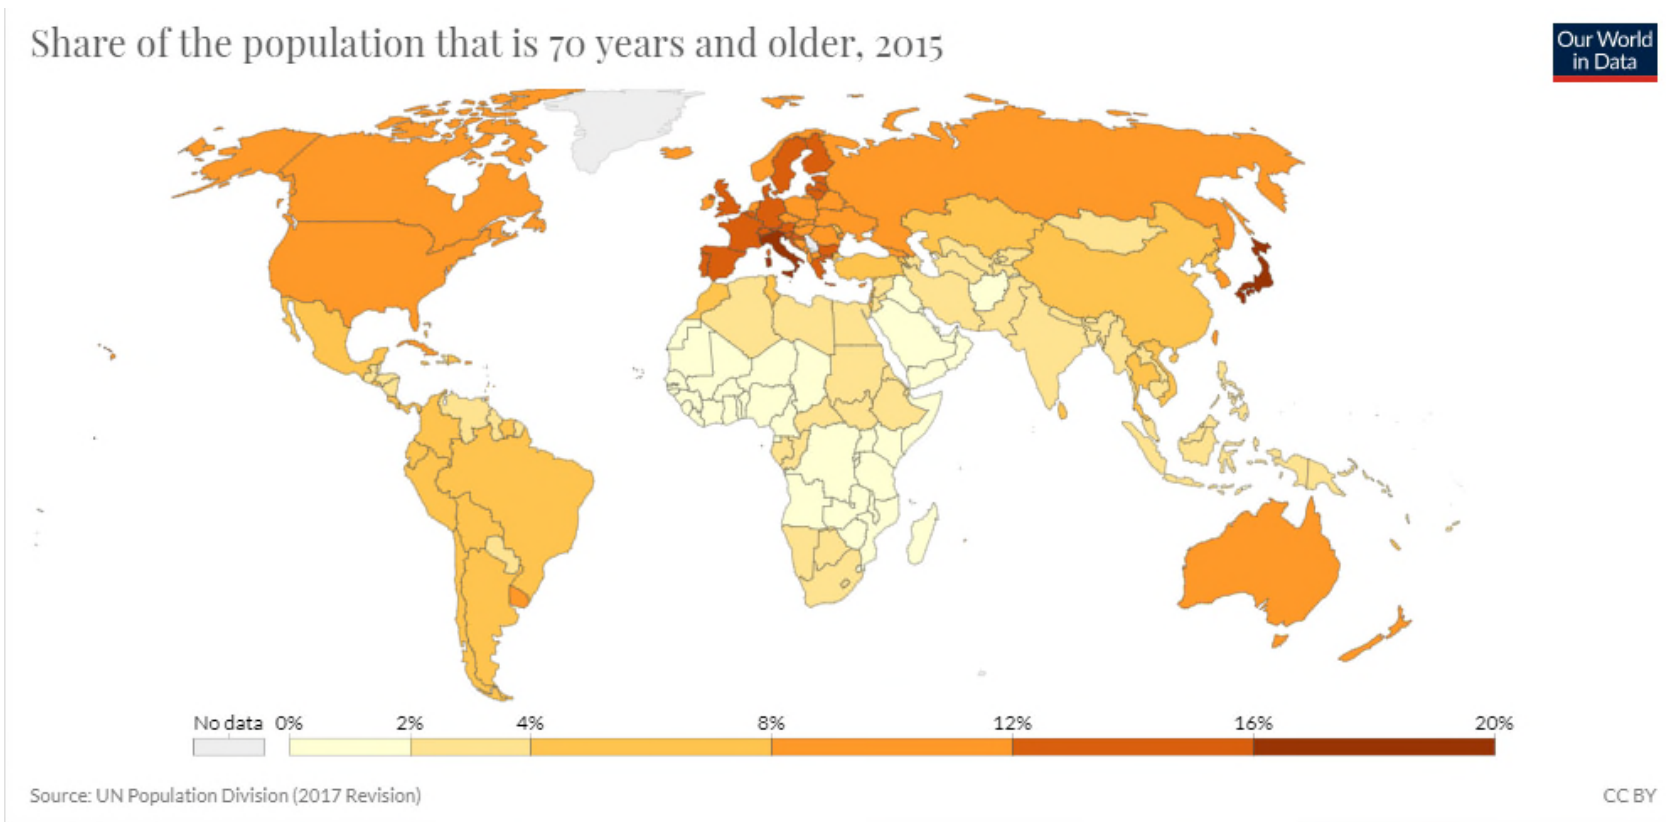 Share of the population that is 70 years and older, 2015
Our World
in Data
No data 0% 2% 4% 8% 12% 16% 20%
Source: UN Population Division (2017 Revision)
CC BY